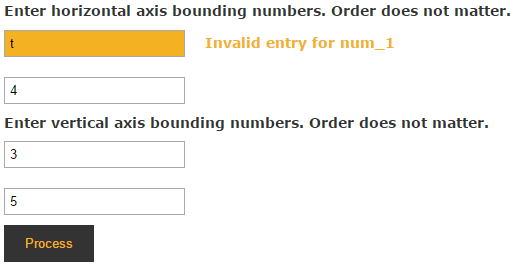 Enter horizontal axis bounding numbers. Order does not matter.
t Invalid entry for num_1
4
Enter vertical axis bounding numbers. Order does not matter.
3
5
Process